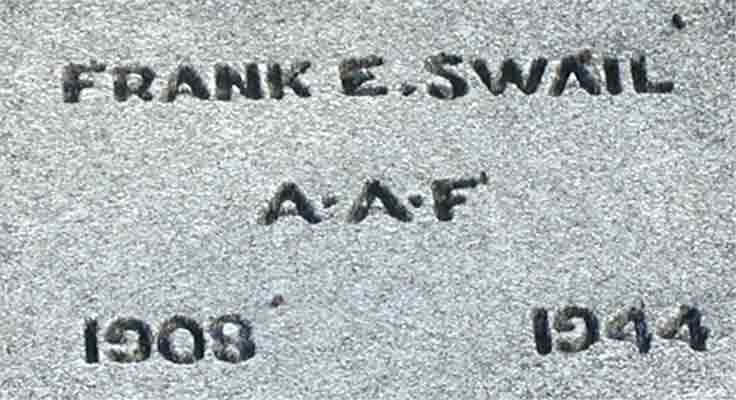 FRANK E. SWAIL
A·A·F
1908 1944